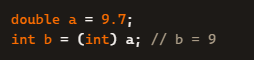 double a = 9.7;
int b = (int) a; // b = 9